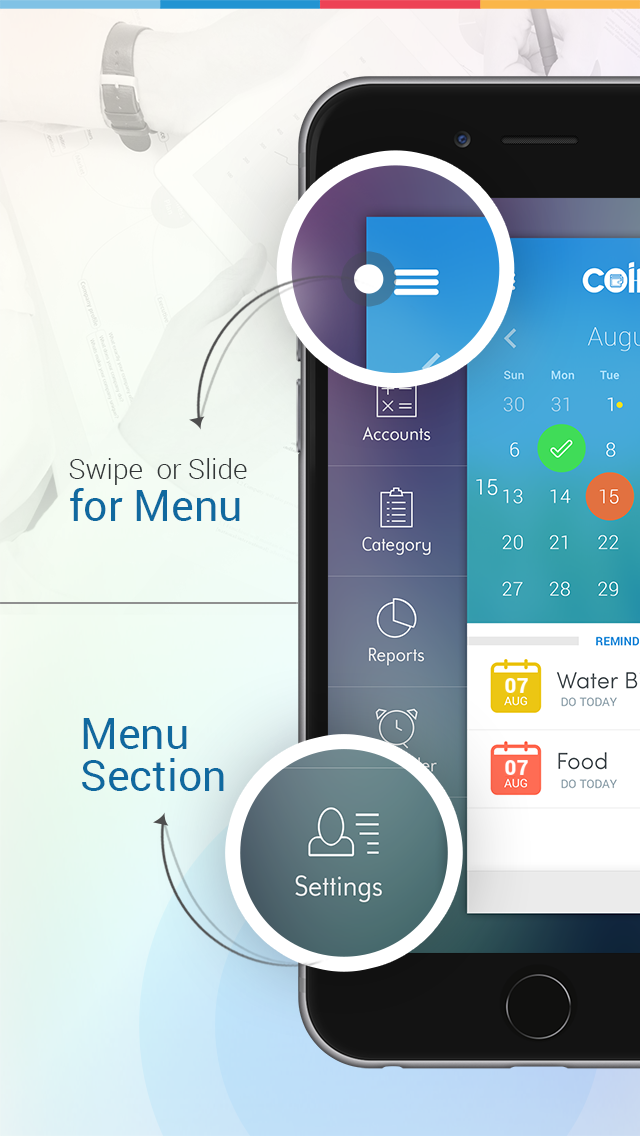 COi
Augu
Sun Mon Tue
30 31 1
Accounts
6 8
Swipe or Slide
for Menu
15 13 14 15
Category
20 21 22
27 28 29
REMIND
Reports
07
AUG
Water B
DO TODAY
Menu
Section
der
07
AUG
Food
DO TODAY
Settings